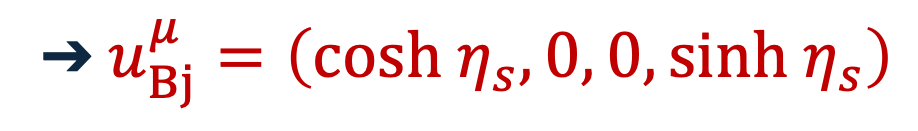 ➔ u^μ_Bj = (cosh η_s, 0, 0, sinh η_s)